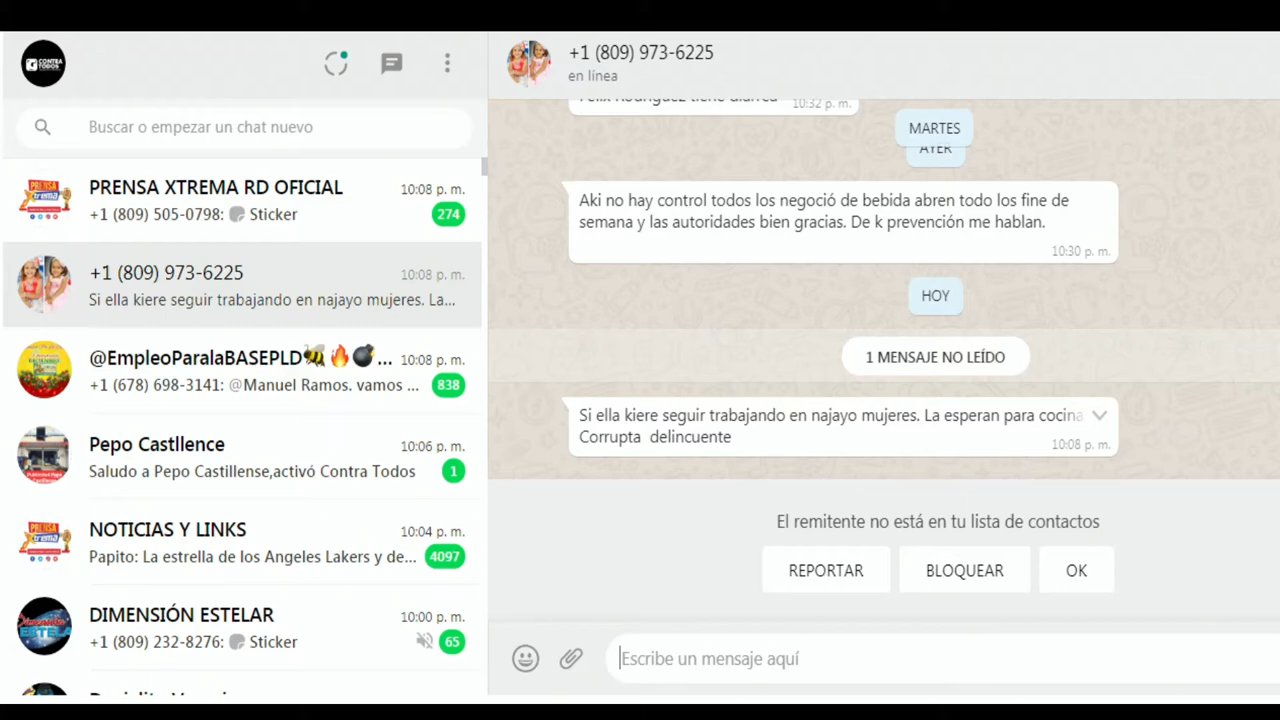 CONTRA
TODOS
Buscar o empezar un chat nuevo
PRENSA XTREMA RD OFICIAL
10:08 p. m.
+1 (809) 505-0798: Sticker
274
+1 (809) 973-6225
10:08 p. m.
Si ella kiere seguir trabajando en najayo mujeres. La...
@EmpleoParalaBASEPLD🐝🔥💣...
10:08 p. m.
+1 (678) 698-3141: @Manuel Ramos. vamos ...
838
Pepo Castllence
10:06 p. m.
Saludo a Pepo Castillense,activó Contra Todos
1
NOTICIAS Y LINKS
10:04 p. m.
Papito: La estrella de los Angeles Lakers y de...
4097
DIMENSIÓN ESTELAR
10:00 p. m.
+1 (809) 232-8276: Sticker
65
+1 (809) 973-6225
en línea
10:32 p. m.
MARTES
AYER
Aki no hay control todos los negoció de bebida abren todo los fine de
semana y las autoridades bien gracias. De k prevención me hablan.
10:30 p. m.
HOY
1 MENSAJE NO LEÍDO
Si ella kiere seguir trabajando en najayo mujeres. La esperan para cocina
Corrupta delincuente
10:08 p. m.
El remitente no está en tu lista de contactos
REPORTAR
BLOQUEAR
OK
Escribe un mensaje aquí